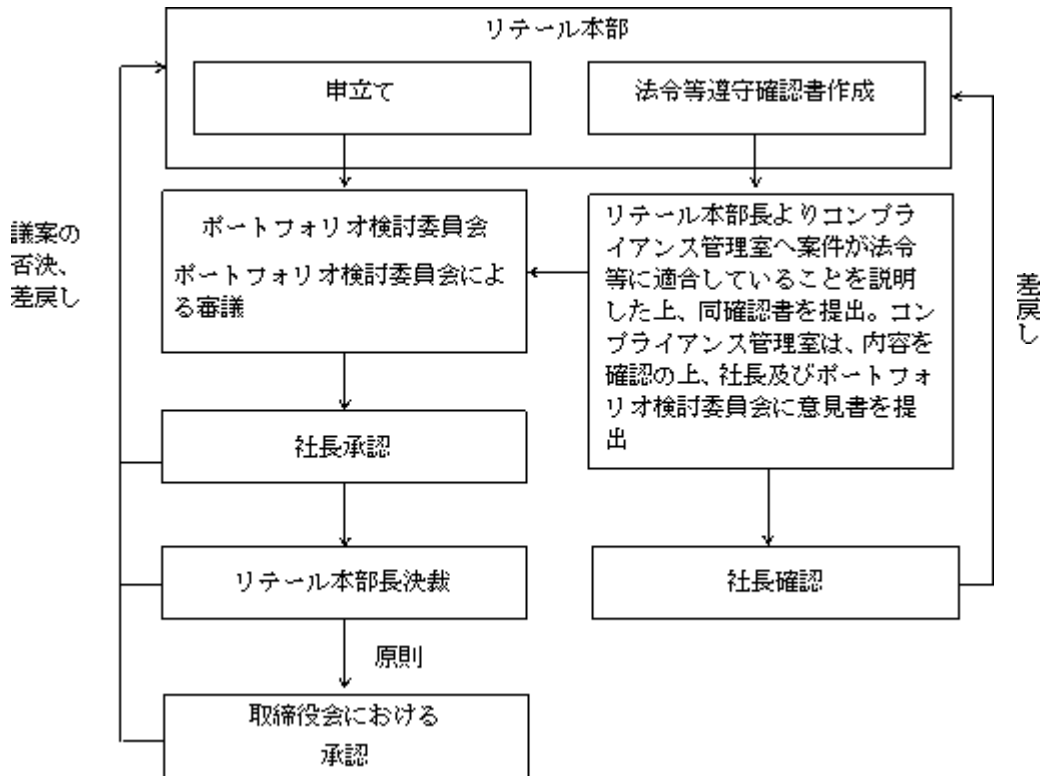 リテール本部
申立て
法令等遵守確認書作成
議案の
否決、
差戻し
ポートフォリオ検討委員会
ポートフォリオ検討委員会によ
る審議
リテール本部長よりコンプラ
イアンス管理室へ案件が法令
等に適合していることを説明
した上、同確認書を提出。コン
プライアンス管理室は、内容を
確認の上、社長及びポートフォ
リオ検討委員会に意見書を提
出
差戻し
社長承認
リテール本部長決裁
社長確認
原則
取締役会における
承認